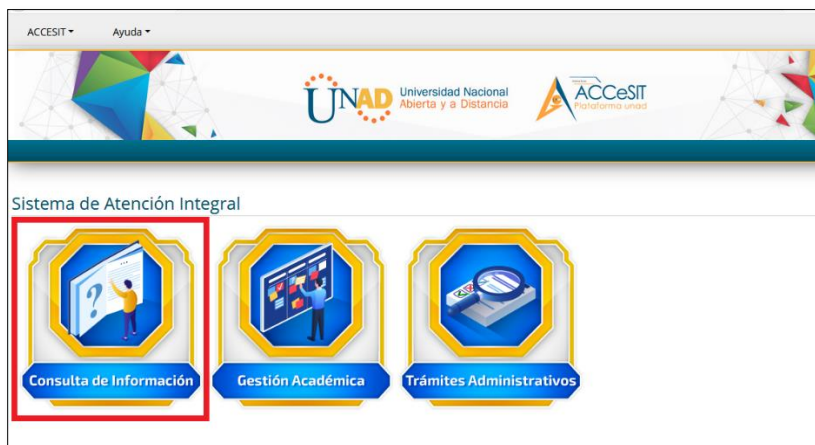 ACCESIT
Ayuda
UNAD
Universidad Nacional
Abierta y a Distancia
ACCeSIT
Plataforma unad
Sistema de Atención Integral
?
Consulta de Información
Gestión Académica
Trámites Administrativos